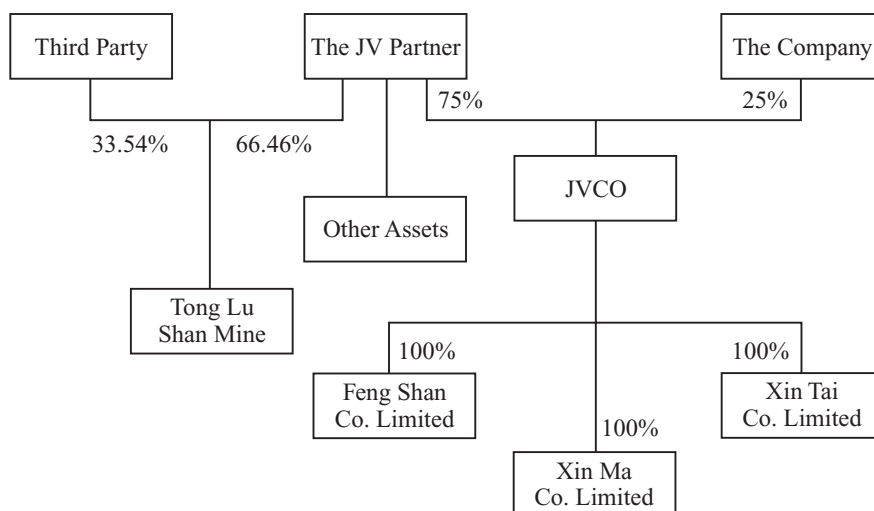 Third Party
The JV Partner
The Company
75%
25%
33.54%
66.46%
JVCO
Other Assets
Tong Lu
Shan Mine
100%
100%
Feng Shan
Co. Limited
Xin Tai
Co. Limited
100%
Xin Ma
Co. Limited